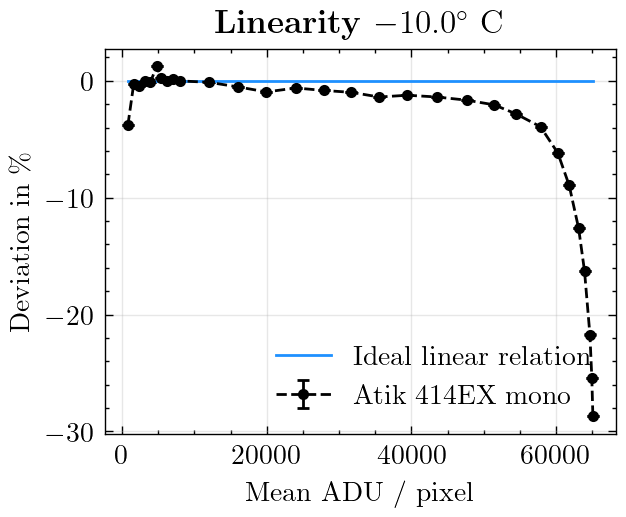 Linearity −10.0° C
Deviation in %
0
−10
−20
−30
Ideal linear relation
Atik 414EX mono
0 20000 40000 60000
Mean ADU / pixel